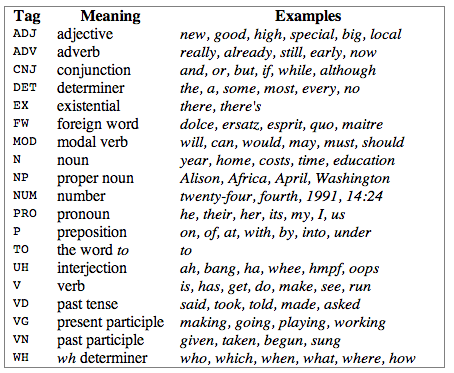 Tag Meaning Examples
ADJ adjective new, good, high, special, big, local
ADV adverb really, already, still, early, now
CNJ conjunction and, or, but, if, while, although
DET determiner the, a, some, most, every, no
EX existential there, there's
FW foreign word dolce, ersatz, esprit, quo, maitre
MOD modal verb will, can, would, may, must, should
N noun year, home, costs, time, education
NP proper noun Alison, Africa, April, Washington
NUM number twenty-four, fourth, 1991, 14:24
PRO pronoun he, their, her, its, my, I, us
P preposition on, of, at, with, by, into, under
TO the word to to
UH interjection ah, bang, ha, whee, hmpf, oops
V verb is, has, get, do, make, see, run
VD past tense said, took, told, made, asked
VG present participle making, going, playing, working
VN past participle given, taken, begun, sung
WH wh determiner who, which, when, what, where, how